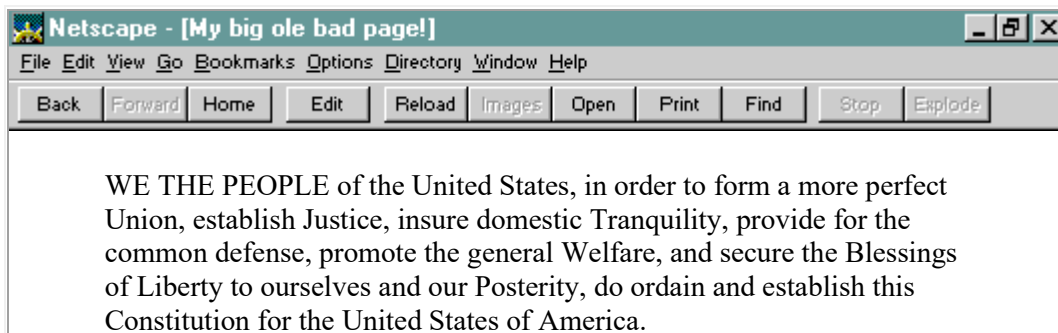 Netscape - [My big ole bad page!]
File Edit View Go Bookmarks Options Directory Window Help
Back Forward Home Edit Reload Images Open Print Find Stop Explode
WE THE PEOPLE of the United States, in order to form a more perfect
Union, establish Justice, insure domestic Tranquility, provide for the
common defense, promote the general Welfare, and secure the Blessings
of Liberty to ourselves and our Posterity, do ordain and establish this
Constitution for the United States of America.